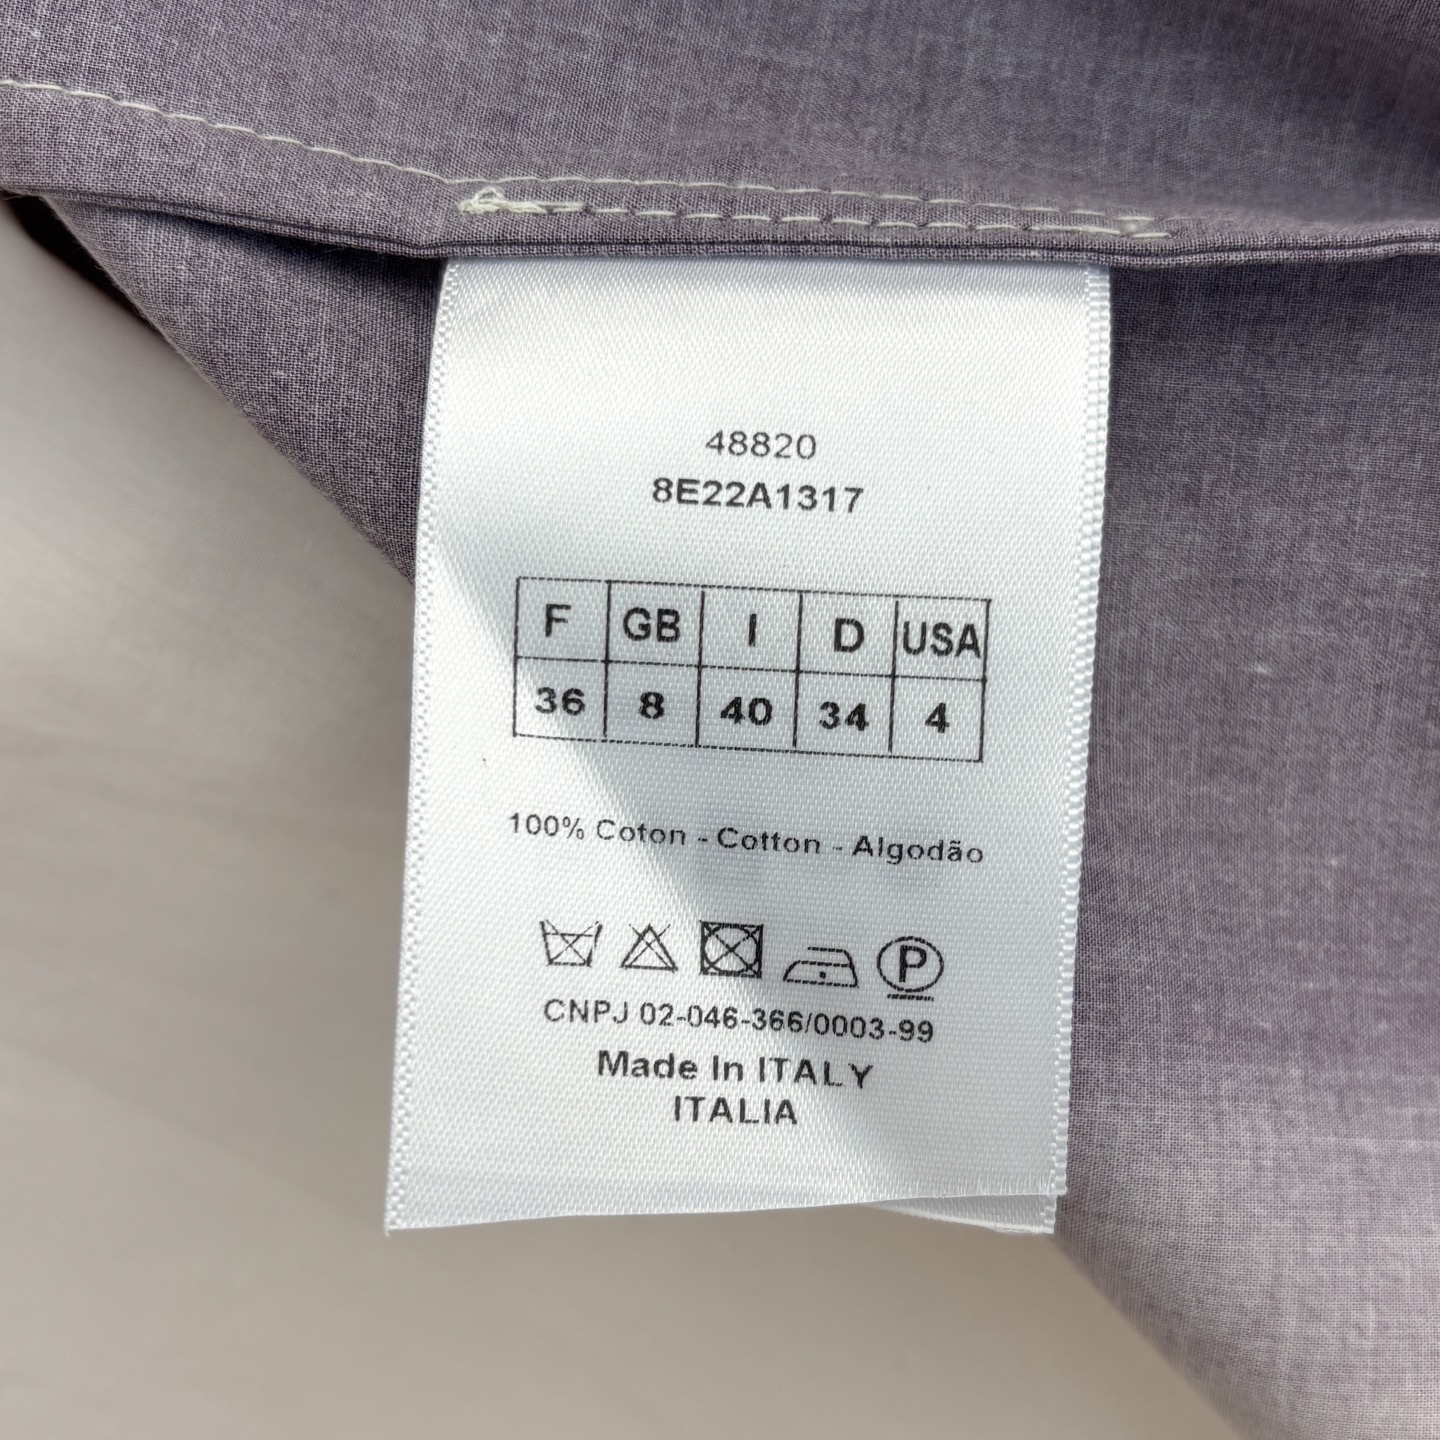 48820
8E22A1317
F GB I D USA
36 8 40 34 4
100% Coton - Cotton - Algodão
P
CNPJ 02-046-366/0003-99
Made In ITALY
ITALIA